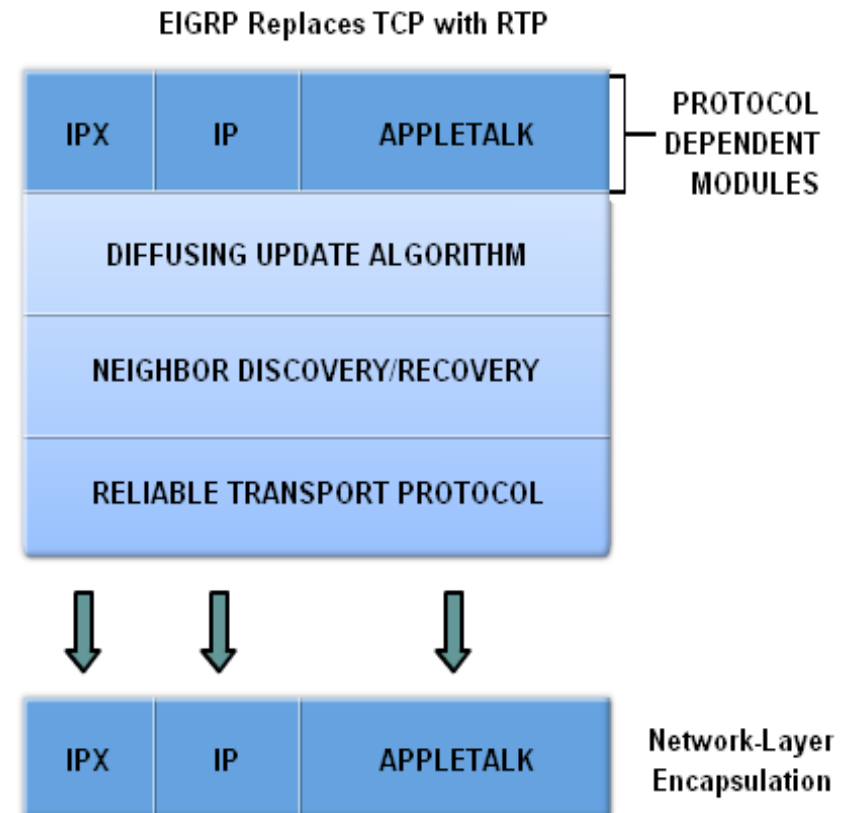 EIGRP Replaces TCP with RTP
IPX IP APPLETALK
PROTOCOL
DEPENDENT
MODULES
DIFFUSING UPDATE ALGORITHM
NEIGHBOR DISCOVERY/RECOVERY
RELIABLE TRANSPORT PROTOCOL
IPX IP APPLETALK
Network-Layer
Encapsulation